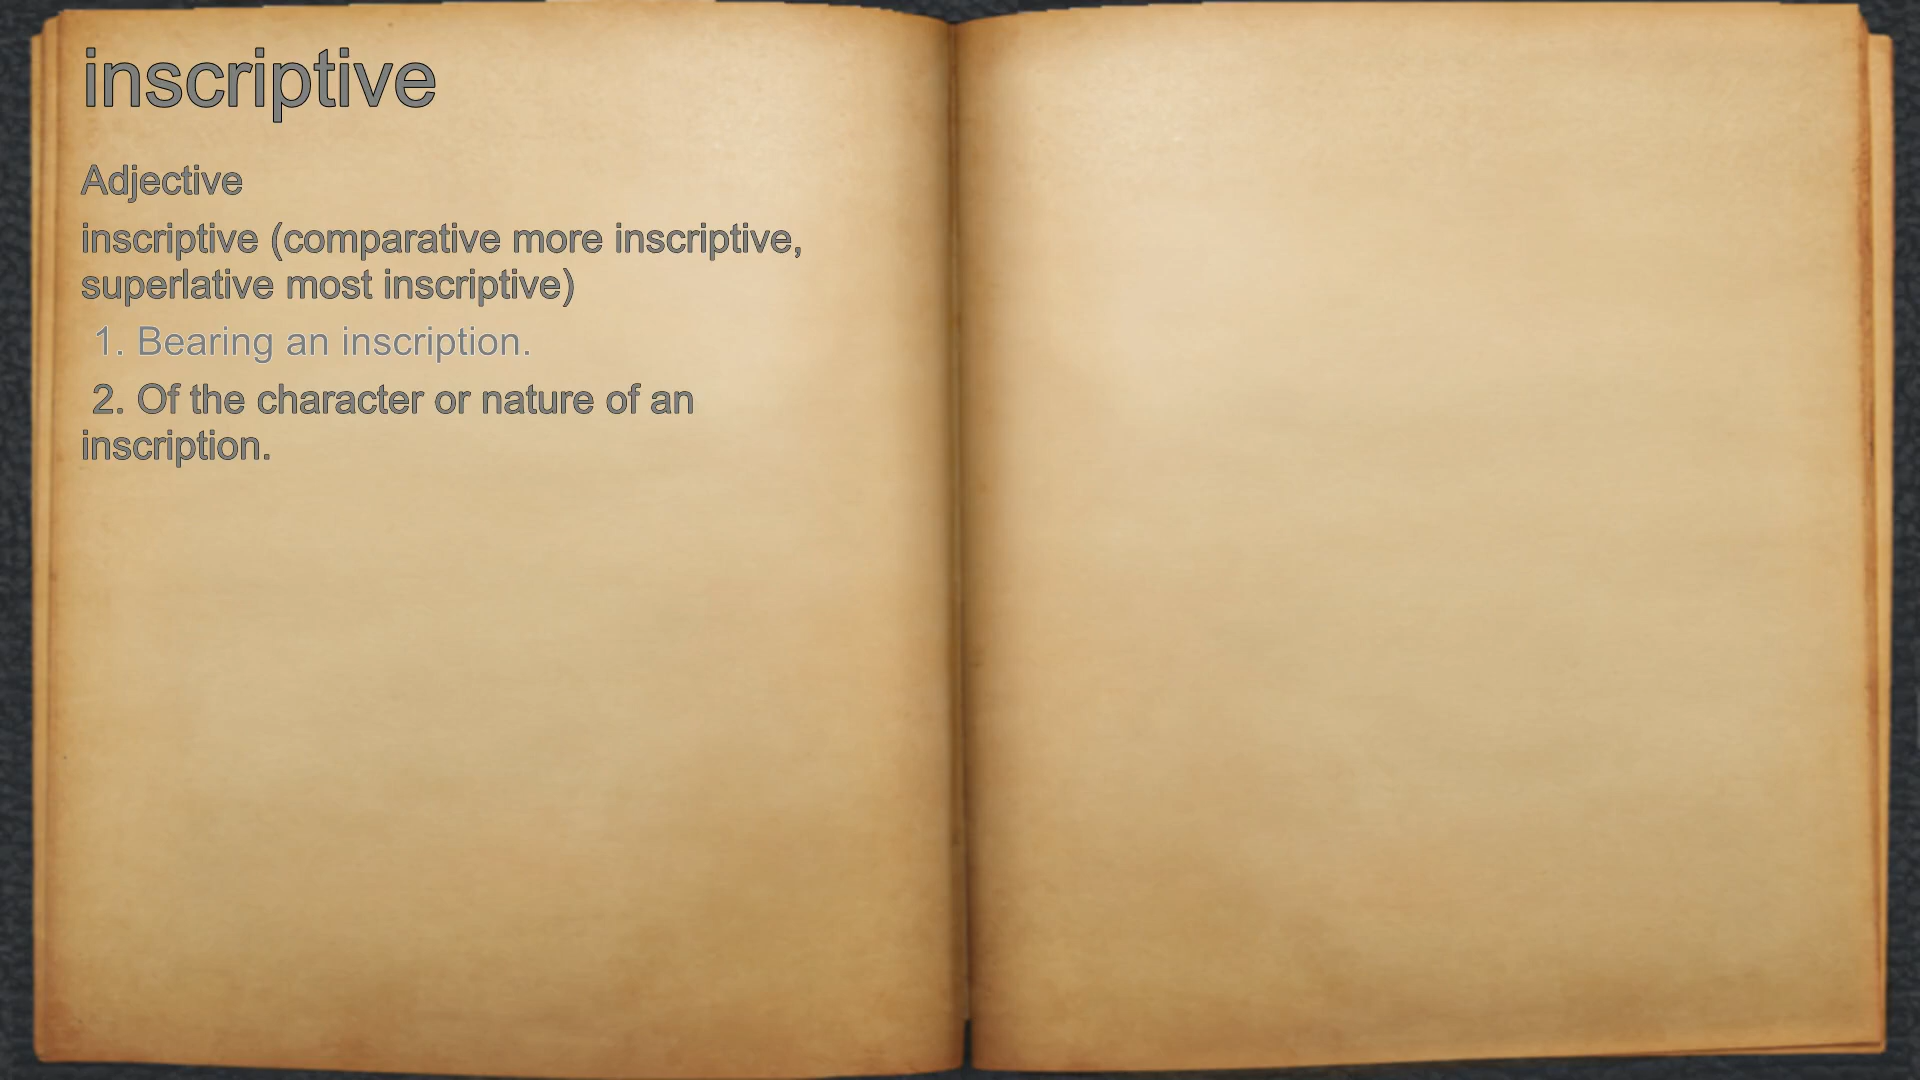 inscriptive
Adjective
inscriptive (comparative more inscriptive,
superlative most inscriptive)
1. Bearing an inscription.
2. Of the character or nature of an
inscription.